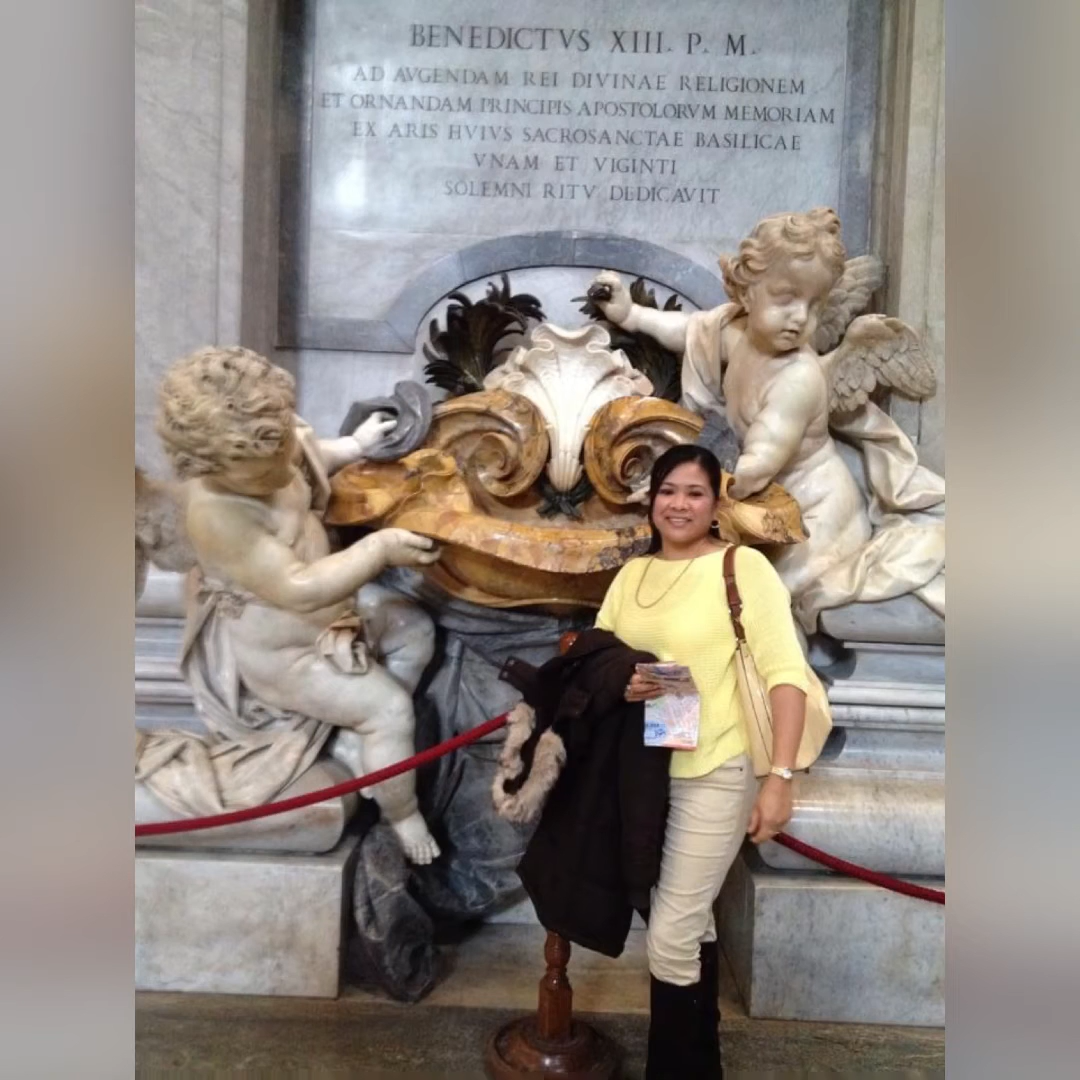 BENEDICTVS XIII. P. M.
AD AVGENDAM REI DIVINAE RELIGIONEM
ET ORNANDAM PRINCIPIS APOSTOLORVM MEMORIAM
EX ARIS HVIVS SACROSANCTAE BASILICAE
VNAM ET VIGINTI
SOLEMNI RITV DEDICAVIT